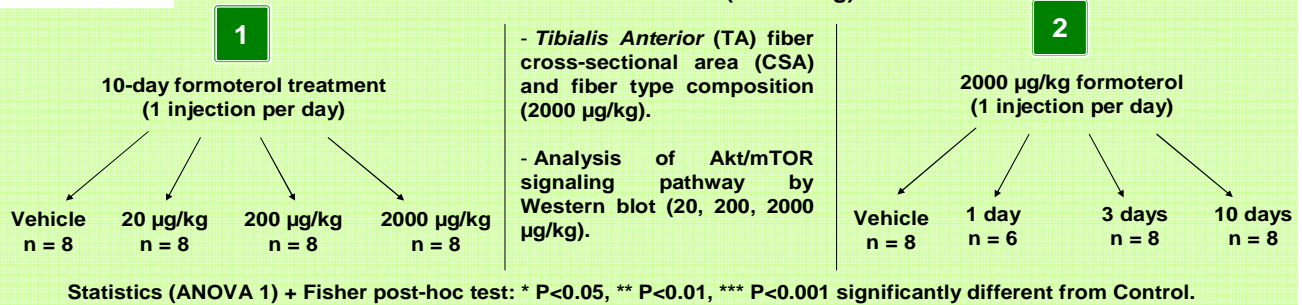 1
10-day formoterol treatment
(1 injection per day)
Vehicle
n = 8
20 µg/kg
n = 8
200 µg/kg
n = 8
2000 µg/kg
n = 8
- Tibialis Anterior (TA) fiber
cross-sectional area (CSA)
and fiber type composition
(2000 µg/kg).
- Analysis of Akt/mTOR
signaling pathway by
Western blot (20, 200, 2000
µg/kg).
2
2000 µg/kg formoterol
(1 injection per day)
Vehicle
n = 8
1 day
n = 6
3 days
n = 8
10 days
n = 8
Statistics (ANOVA 1) + Fisher post-hoc test: * P<0.05, ** P<0.01, *** P<0.001 significantly different from Control.